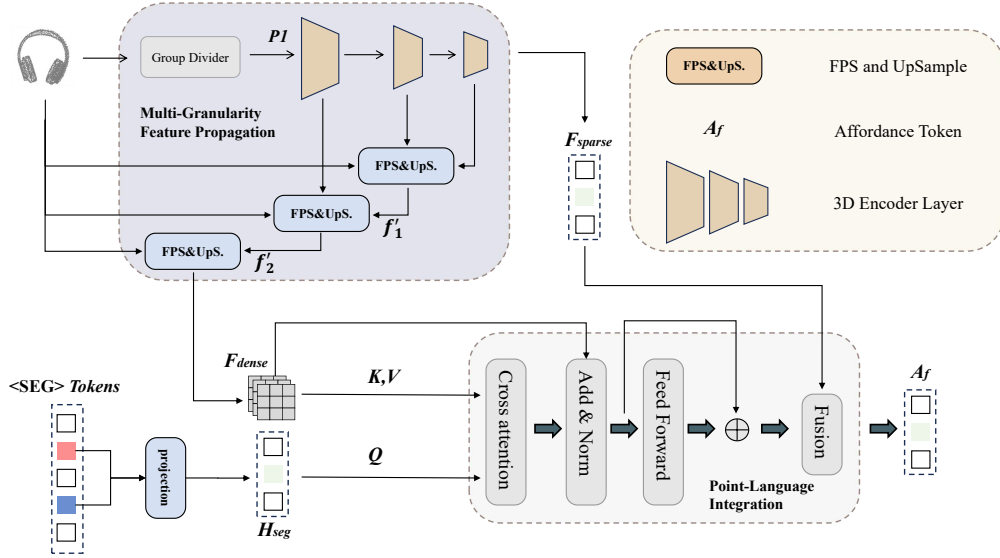 Group Divider
P1
Multi-Granularity
Feature Propagation
FPS&UpS.
FPS&UpS.
f′1
FPS&UpS.
f′2
Fsparse
FPS&UpS.
FPS and UpSample
Af
Affordance Token
3D Encoder Layer
<SEG> Tokens
projection
Fdense
Hseg
K,V
Q
Cross attention
Add & Norm
Feed Forward
Fusion
Point-Language
Integration
Af